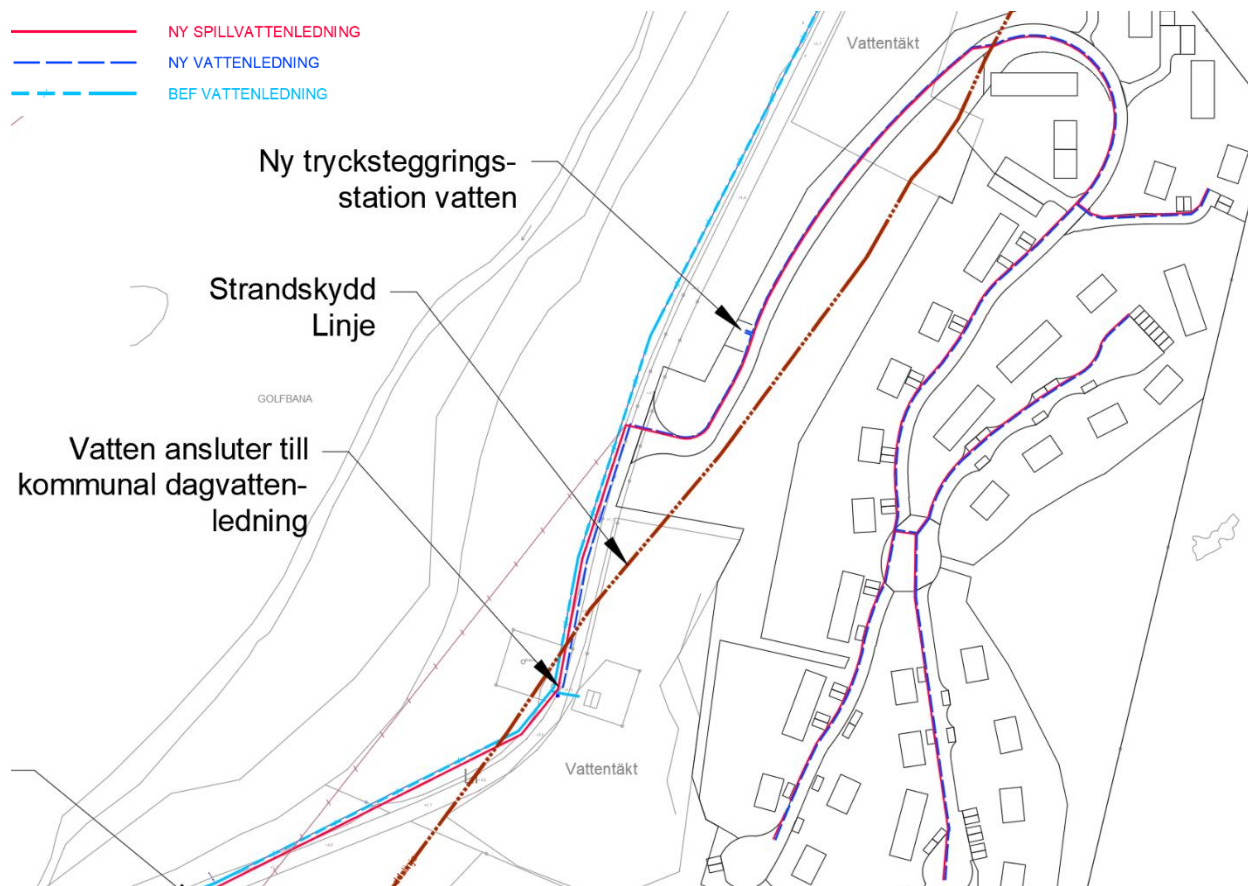 NY SPILLVATTENLEDNING
NY VATTENLEDNING
BEF VATTENLEDNING
Vattentäkt
Ny trycksteggrings-
station vatten
Strandskydd
Linje
GOLFBANA
Vatten ansluter till
kommunal dagvatten-
ledning
Vattentäkt